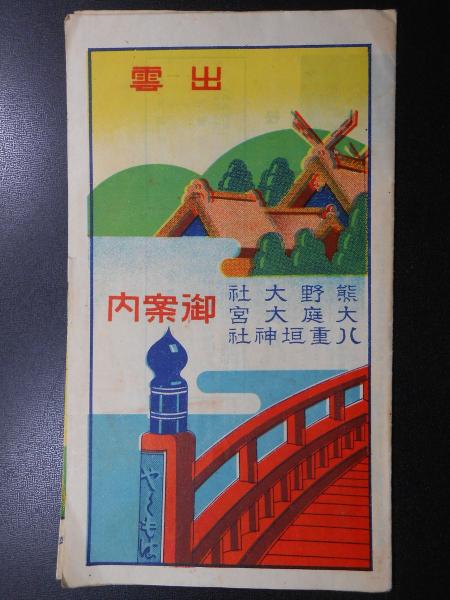 出雲
熊野大社
大庭大宮
八重垣神社
御案内